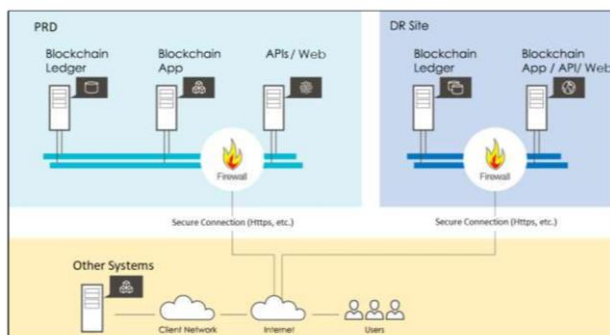 PRD
Blockchain
Ledger
Blockchain
App
APIs / Web
Firewall
Secure Connection (Https, etc.)
DR Site
Blockchain
Ledger
Blockchain
App / API/ Web
Firewall
Secure Connection (Https, etc.)
Other Systems
Client Network
Internet
Users